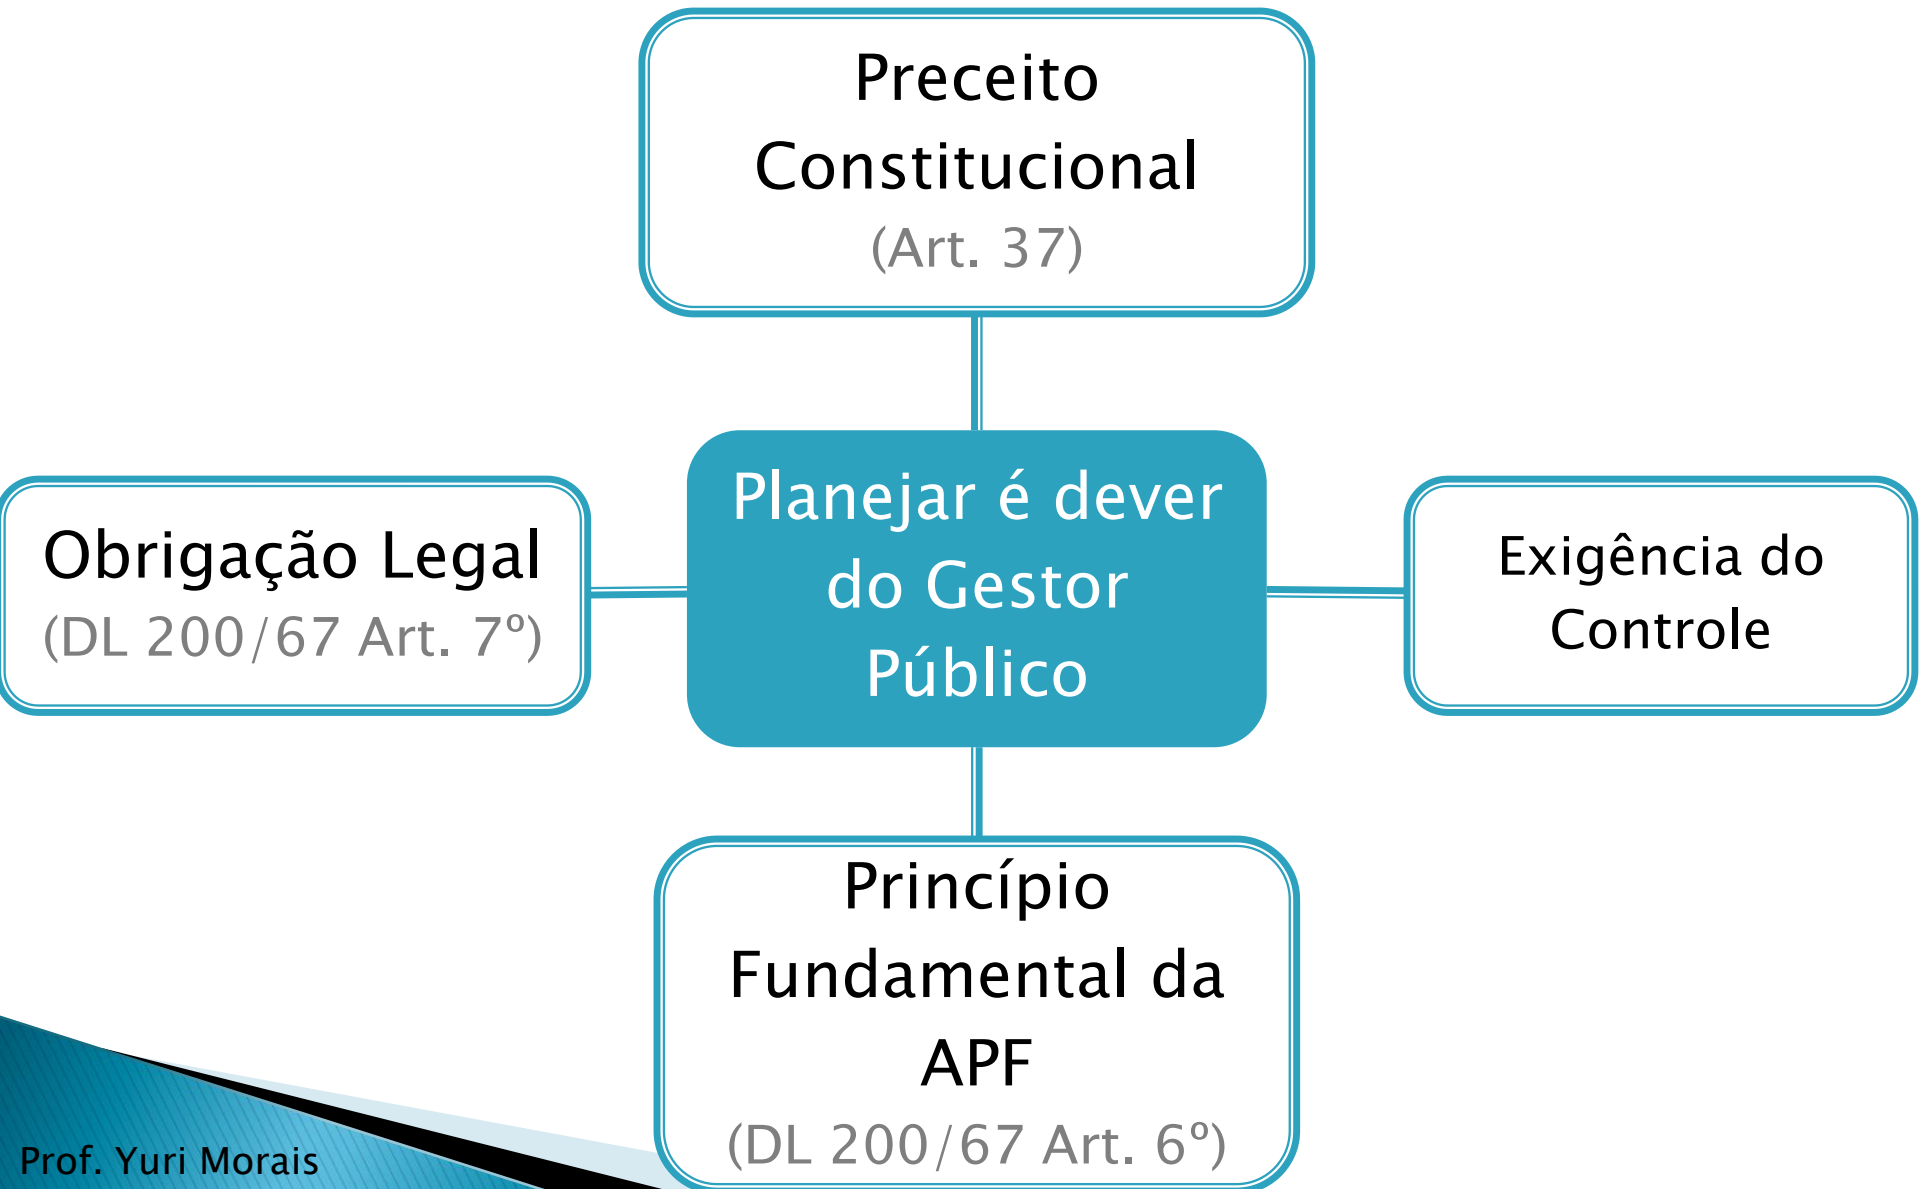 Preceito
Constitucional
(Art. 37)
Obrigação Legal
(DL 200/67 Art. 7º)
Planejar é dever
do Gestor
Público
Exigência do
Controle
Princípio
Fundamental da
APF
(DL 200/67 Art. 6º)
Prof. Yuri Morais